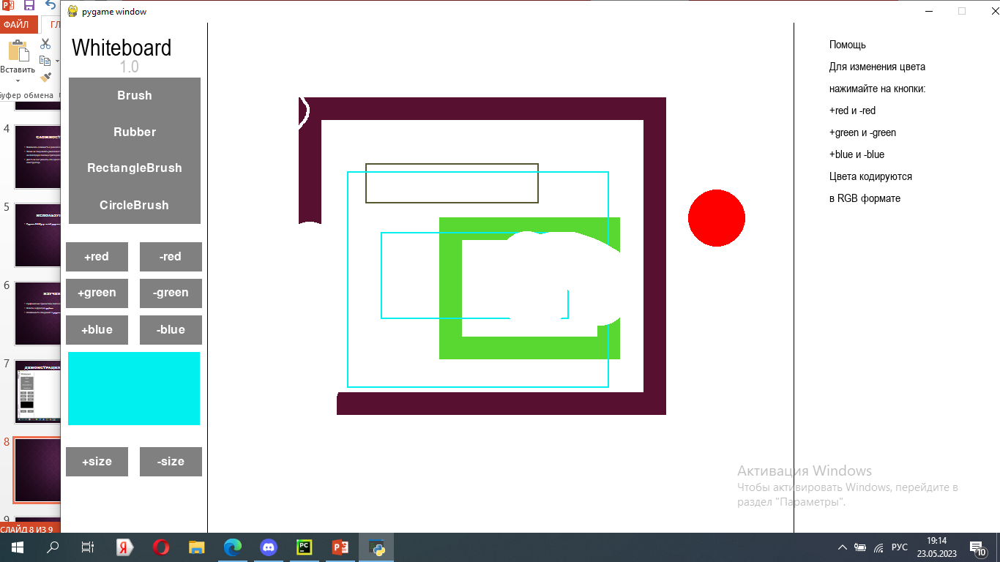 pygame window
ФАЙЛ
ГЛ
Вставить
Буфер обмена
4
5
6
7
8
9
СЛАЙД 8 ИЗ 9
Whiteboard
1.0
Brush
Rubber
RectangleBrush
CircleBrush
+red
-red
+green
-green
+blue
-blue
+size
-size
Помощь
Для изменения цвета
нажимайте на кнопки:
+red и -red
+green и -green
+blue и -blue
Цвета кодируются
в RGB формате
Активация Windows
Чтобы активировать Windows, перейдите в
раздел "Параметры".
РУС
19:14
23.05.2023
10